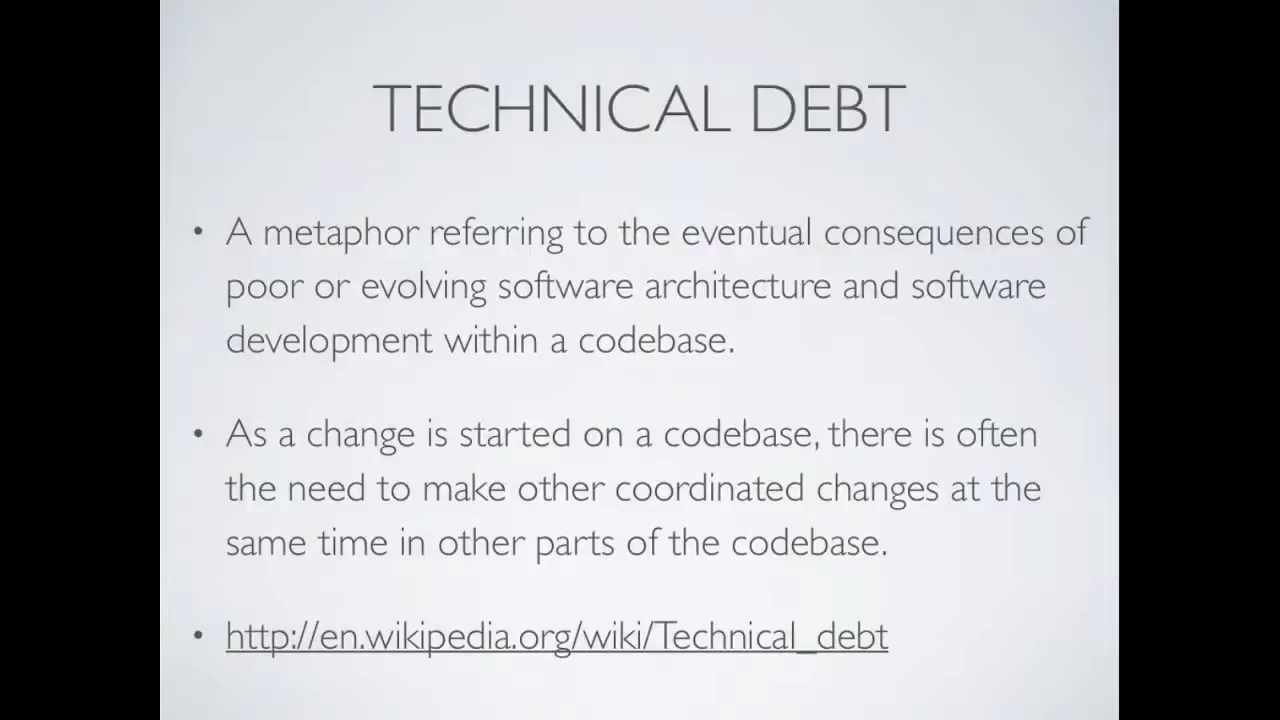 TECHNICAL DEBT
• A metaphor referring to the eventual consequences of
poor or evolving software architecture and software
development within a codebase.
• As a change is started on a codebase, there is often
the need to make other coordinated changes at the
same time in other parts of the codebase.
• http://en.wikipedia.org/wiki/Technical_debt